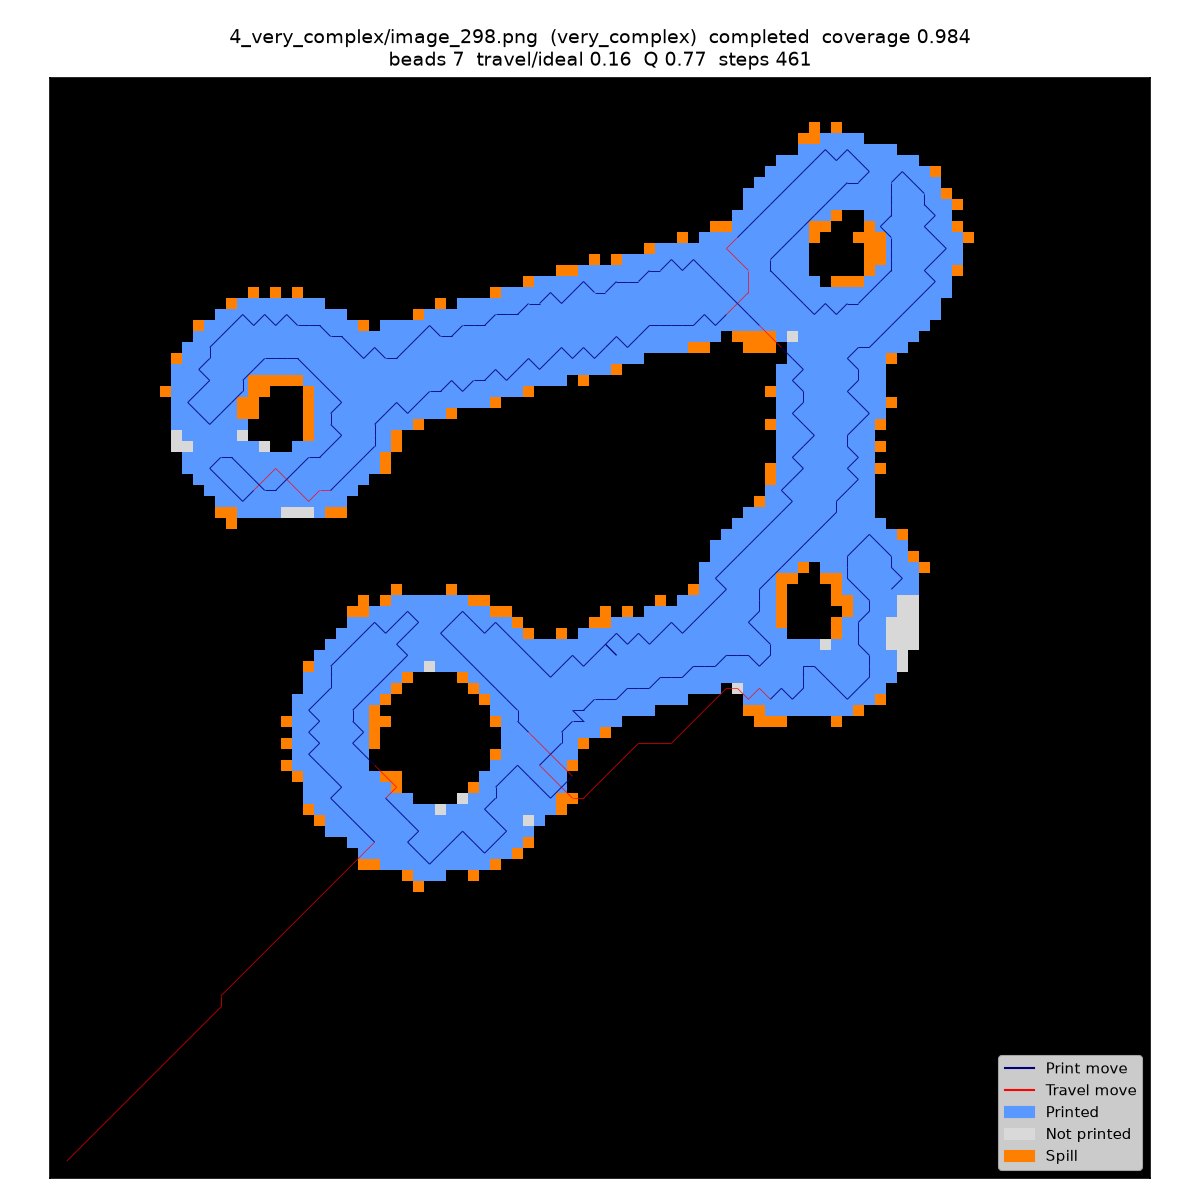 4_very_complex/image_298.png  (very_complex)  completed  coverage 0.984
beads 7  travel/ideal 0.16  Q 0.77  steps 461
Print move
Travel move
Printed
Not printed
Spill